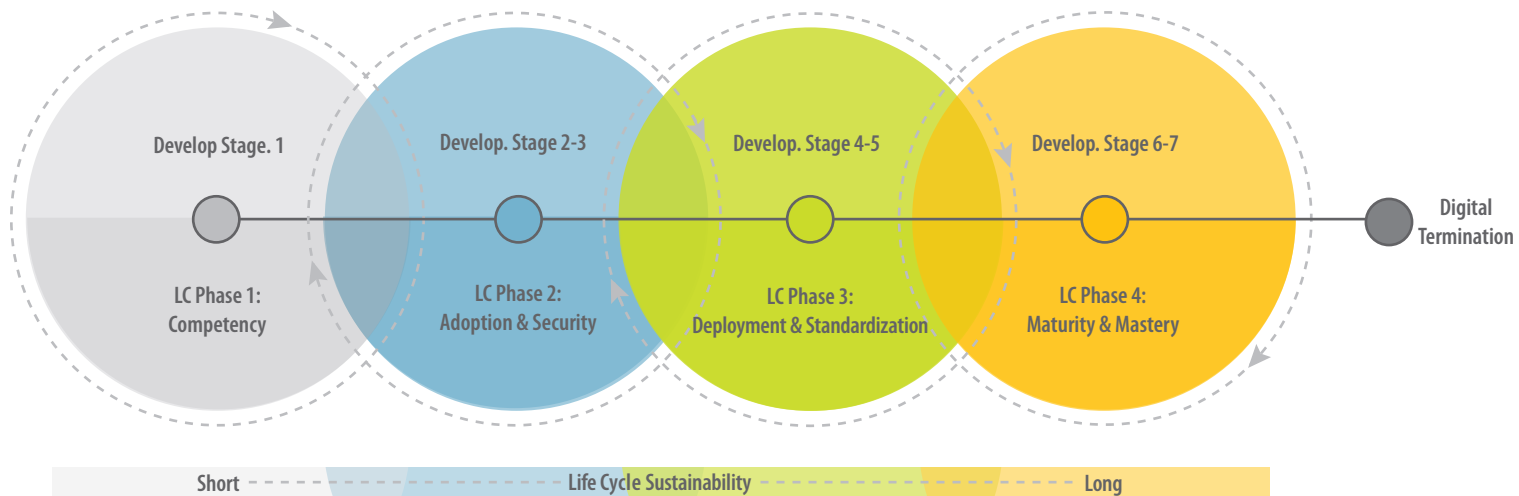 Develop Stage. 1
Develop. Stage 2-3
Develop. Stage 4-5
Develop. Stage 6-7
Digital
Termination
LC Phase 1:
Competency
LC Phase 2:
Adoption & Security
LC Phase 3:
Deployment & Standardization
LC Phase 4:
Maturity & Mastery
Short
Life Cycle Sustainability
Long